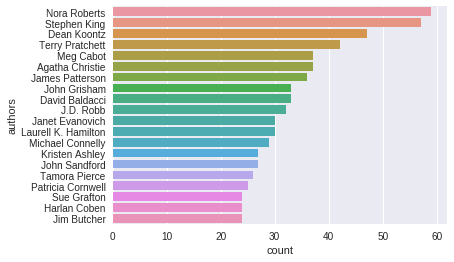 Nora Roberts
Stephen King
Dean Koontz
Terry Pratchett
Meg Cabot
Agatha Christie
James Patterson
John Grisham
David Baldacci
J.D. Robb
Janet Evanovich
Laurell K. Hamilton
Michael Connelly
Kristen Ashley
John Sandford
Tamora Pierce
Patricia Cornwell
Sue Grafton
Harlan Coben
Jim Butcher
authors
0 10 20 30 40 50 60
count